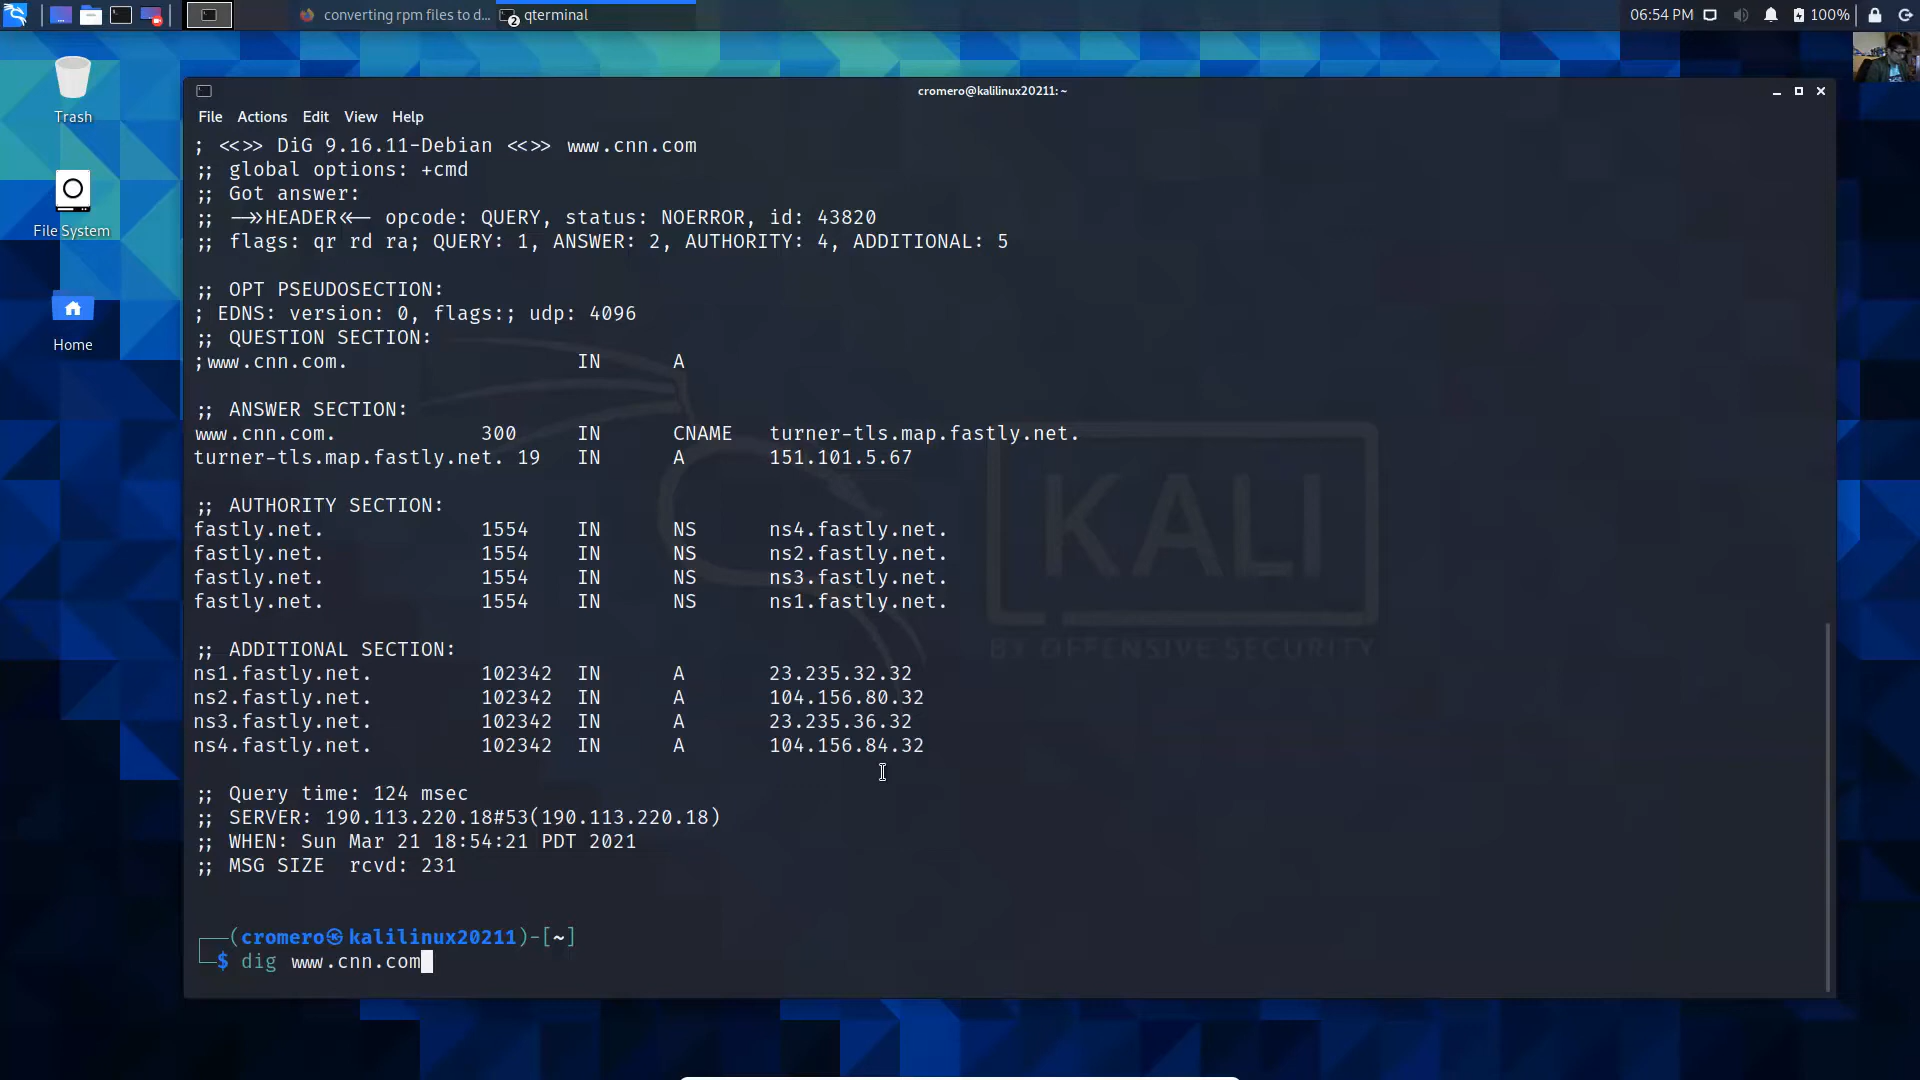 converting rpm files to d...
2
qterminal
06:54 PM
100%
Trash
File System
Home
cromero@kalilinux20211: ~
File Actions Edit View Help
; <<>> DiG 9.16.11-Debian <<>> www.cnn.com
;; global options: +cmd
;; Got answer:
;; ->>HEADER<<- opcode: QUERY, status: NOERROR, id: 43820
;; flags: qr rd ra; QUERY: 1, ANSWER: 2, AUTHORITY: 4, ADDITIONAL: 5
;; OPT PSEUDOSECTION:
; EDNS: version: 0, flags:; udp: 4096
;; QUESTION SECTION:
;www.cnn.com. IN A
;; ANSWER SECTION:
www.cnn.com. 300 IN CNAME turner-tls.map.fastly.net.
turner-tls.map.fastly.net. 19 IN A 151.101.5.67
;; AUTHORITY SECTION:
fastly.net. 1554 IN NS ns4.fastly.net.
fastly.net. 1554 IN NS ns2.fastly.net.
fastly.net. 1554 IN NS ns3.fastly.net.
fastly.net. 1554 IN NS ns1.fastly.net.
;; ADDITIONAL SECTION:
ns1.fastly.net. 102342 IN A 23.235.32.32
ns2.fastly.net. 102342 IN A 104.156.80.32
ns3.fastly.net. 102342 IN A 23.235.36.32
ns4.fastly.net. 102342 IN A 104.156.84.32
;; Query time: 124 msec
;; SERVER: 190.113.220.18#53(190.113.220.18)
;; WHEN: Sun Mar 21 18:54:21 PDT 2021
;; MSG SIZE rcvd: 231
(cromero㉿kalilinux20211)-[~]
$ dig www.cnn.com
KALI
BY OFFENSIVE SECURITY